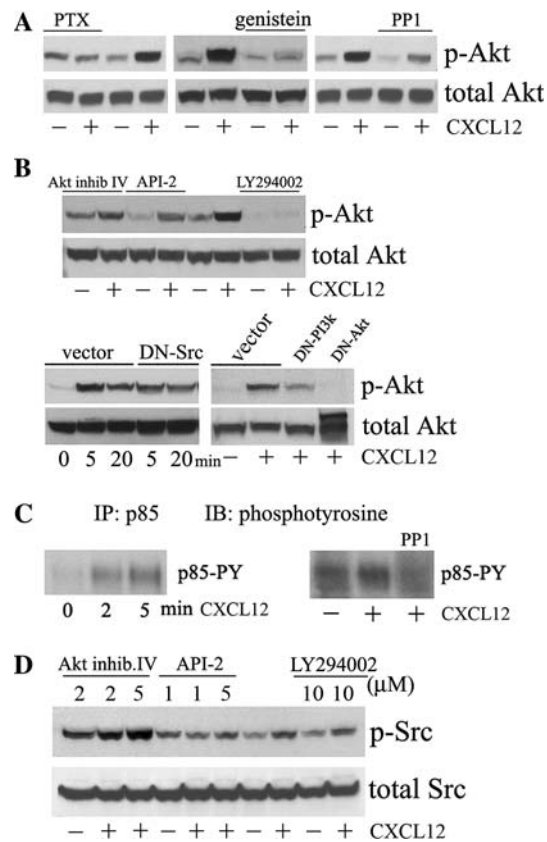 A PTX genistein PP1
p-Akt
total Akt
− + − + − + − + − + − + CXCL12
B
Akt inhib IV API-2 LY294002
p-Akt
total Akt
− + − + − + − + CXCL12
vector DN-Src vector DN-PI3k DN-Akt
p-Akt
total Akt
0 5 20 5 20 min − + + + CXCL12
C IP: p85 IB: phosphotyrosine
PP1
p85-PY p85-PY
0 2 5 min CXCL12 − + + CXCL12
D Akt inhib.IV API-2 LY294002
2 2 5 1 1 5 10 10 (μM)
p-Src
total Src
− + + − + + − + − + CXCL12